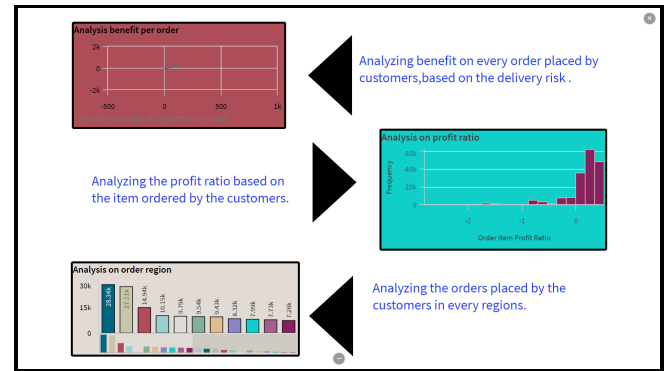 Analysis benefit per order
2k
0
-2k
-500
0
500
1k
Analyzing benefit on every order placed by
customers,based on the delivery risk .
Analysis on profit ratio
60k
40k
20k
0
Frequency
-2
-1
0
Order Item Profit Ratio
Analyzing the profit ratio based on
the item ordered by the customers.
Analysis on order region
30k
15k
0
28.34k
27.11k
14.94k
10.15k
9.79k
9.54k
9.43k
8.32k
7.99k
7.73k
7.28k
Analyzing the orders placed by the
customers in every regions.